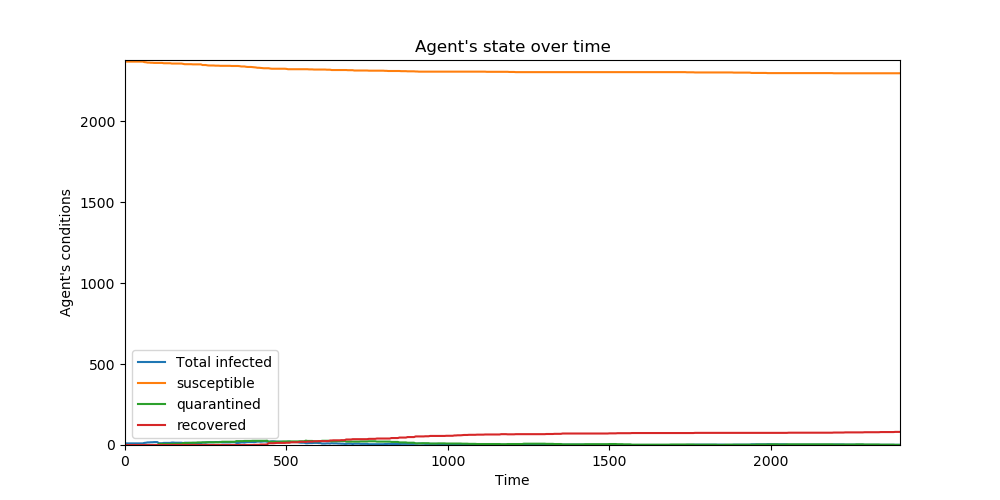 Agent's state over time
Agent's conditions
2000
1500
1000
500
0
Total infected
susceptible
quarantined
recovered
0 500 1000 1500 2000
Time